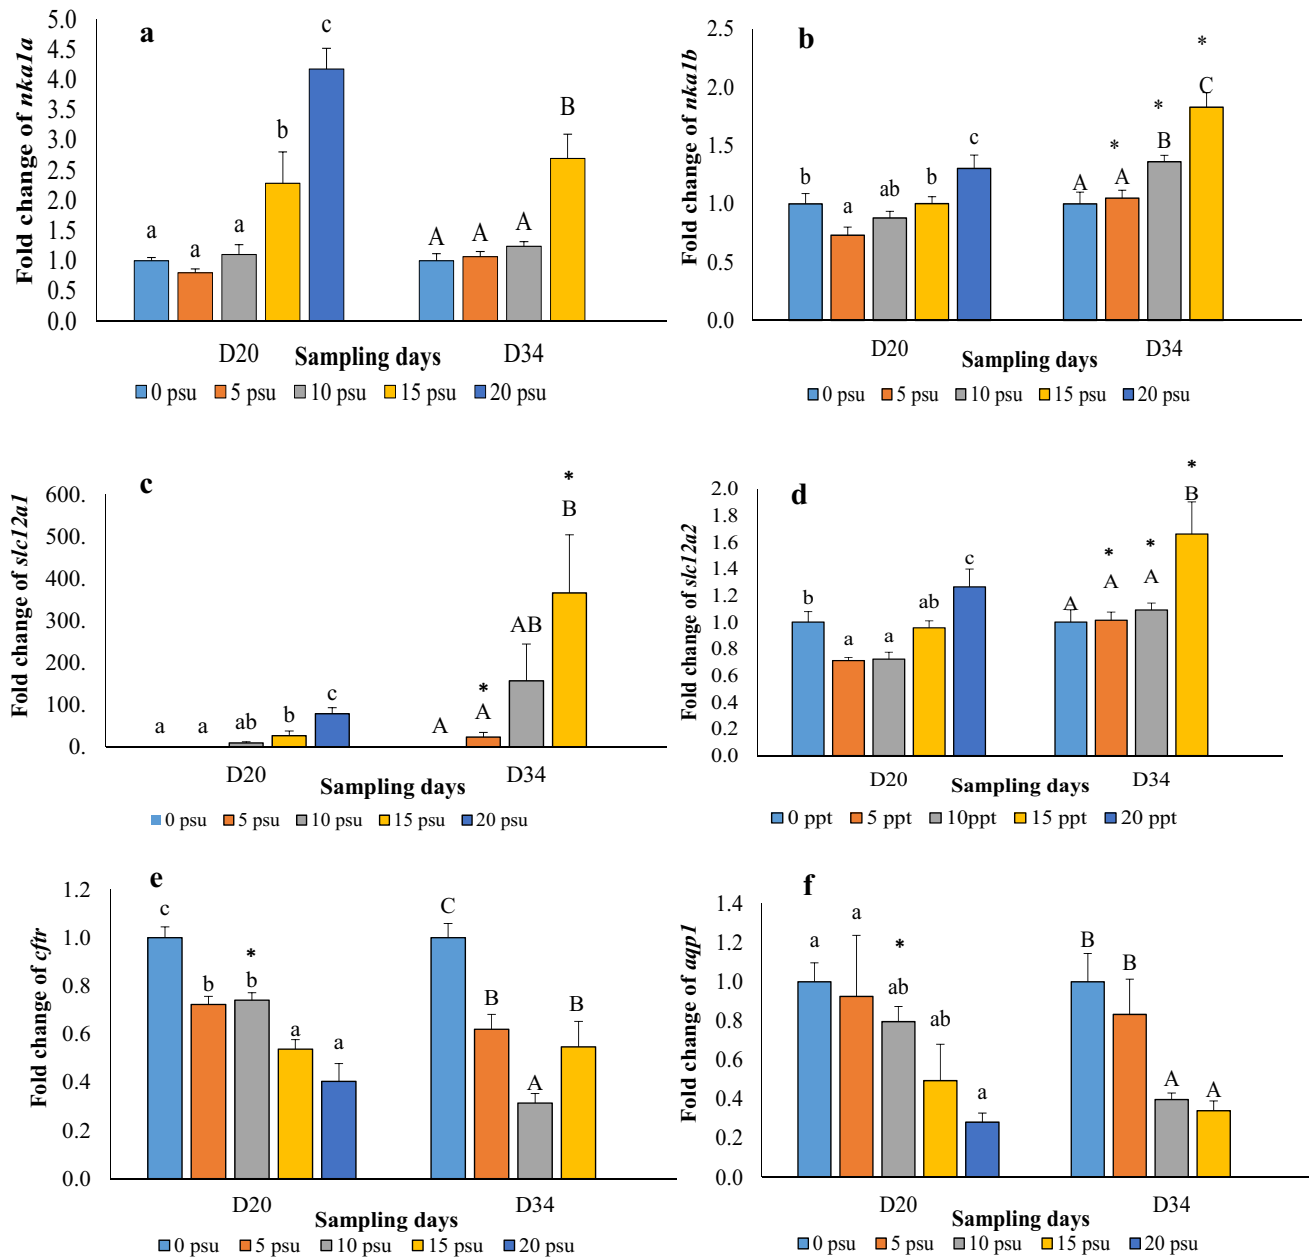 a
Fold change of nka1a
5.0
4.5
4.0
3.5
3.0
2.5
2.0
1.5
1.0
0.5
0.0
a a a b c
A A A B
D20 Sampling days D34
0 psu 5 psu 10 psu 15 psu 20 psu
b
Fold change of nka1b
2.5
2.0
1.5
1.0
0.5
0.0
* * *
b a ab b c
A A B C
D20 D34
Sampling days
0 psu 5 psu 10 psu 15 psu 20 psu
c
Fold change of slc12a1
600.
500.
400.
300.
200.
100.
0.
* *
a a ab b c
A A AB B
D20 D34
Sampling days
0 psu 5 psu 10 psu 15 psu 20 psu
d
Fold change of slc12a2
2.0
1.8
1.6
1.4
1.2
1.0
0.8
0.6
0.4
0.2
0.0
* * *
b a a ab c
A A A B
D20 D34
Sampling days
0 ppt 5 ppt 10ppt 15 ppt 20 ppt
e
Fold change of cftr
1.2
1.0
0.8
0.6
0.4
0.2
0.0
*
c b b a a
C B A B
D20 D34
Sampling days
0 psu 5 psu 10 psu 15 psu 20 psu
f
Fold change of aqp1
1.4
1.2
1.0
0.8
0.6
0.4
0.2
0.0
*
a a ab ab a
B B A A
D20 D34
Sampling days
0 psu 5 psu 10 psu 15 psu 20 psu